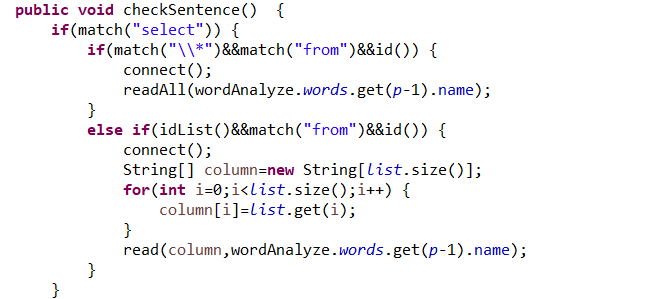 public void checkSentence()  {
    if(match("select")) {
        if(match("\\*")&&match("from")&&id()) {
            connect();
            readAll(wordAnalyze.words.get(p-1).name);
        }
        else if(idList()&&match("from")&&id()) {
            connect();
            String[] column=new String[list.size()];
            for(int i=0;i<list.size();i++) {
                column[i]=list.get(i);
            }
            read(column,wordAnalyze.words.get(p-1).name);
        }
    }